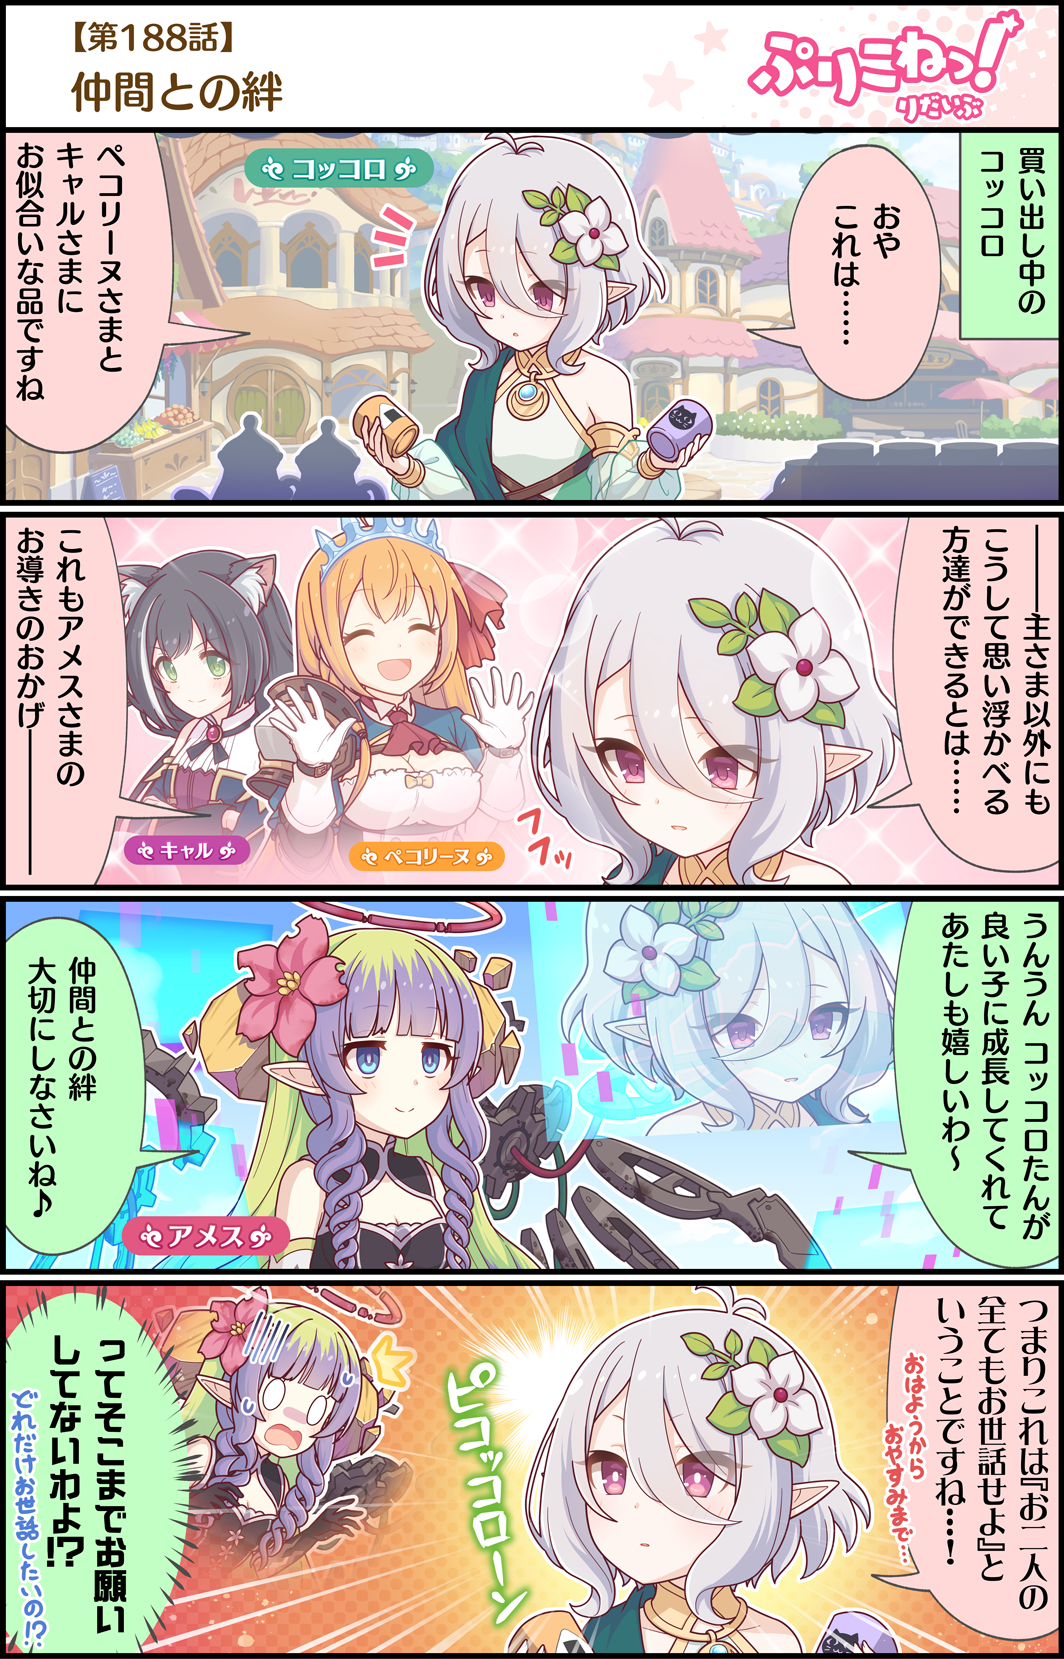 【第188話】
仲間との絆
ぷりこねっ!
りだいぶ
買い出し中の
コッコロ
おや
これは……
コッコロ
ペコリーヌさまと
キャルさまに
お似合いな品ですね
――主さま以外にも
こうして思い浮かべる
方達ができるとは……
フフッ
ペコリーヌ
キャル
これもアメスさまの
お導きのおかげ――
うんうん コッコロたんが
良い子に成長してくれて
あたしも嬉しいわ〜
アメス
仲間との絆
大切にしなさいね♪
つまりこれは『お二人の
全てもお世話せよ』と
いうことですね…!
おはようから
おやすみまで…
ピコッコローン
ってそこまでお願い
してないわよ!?
どれだけお世話したいの!?